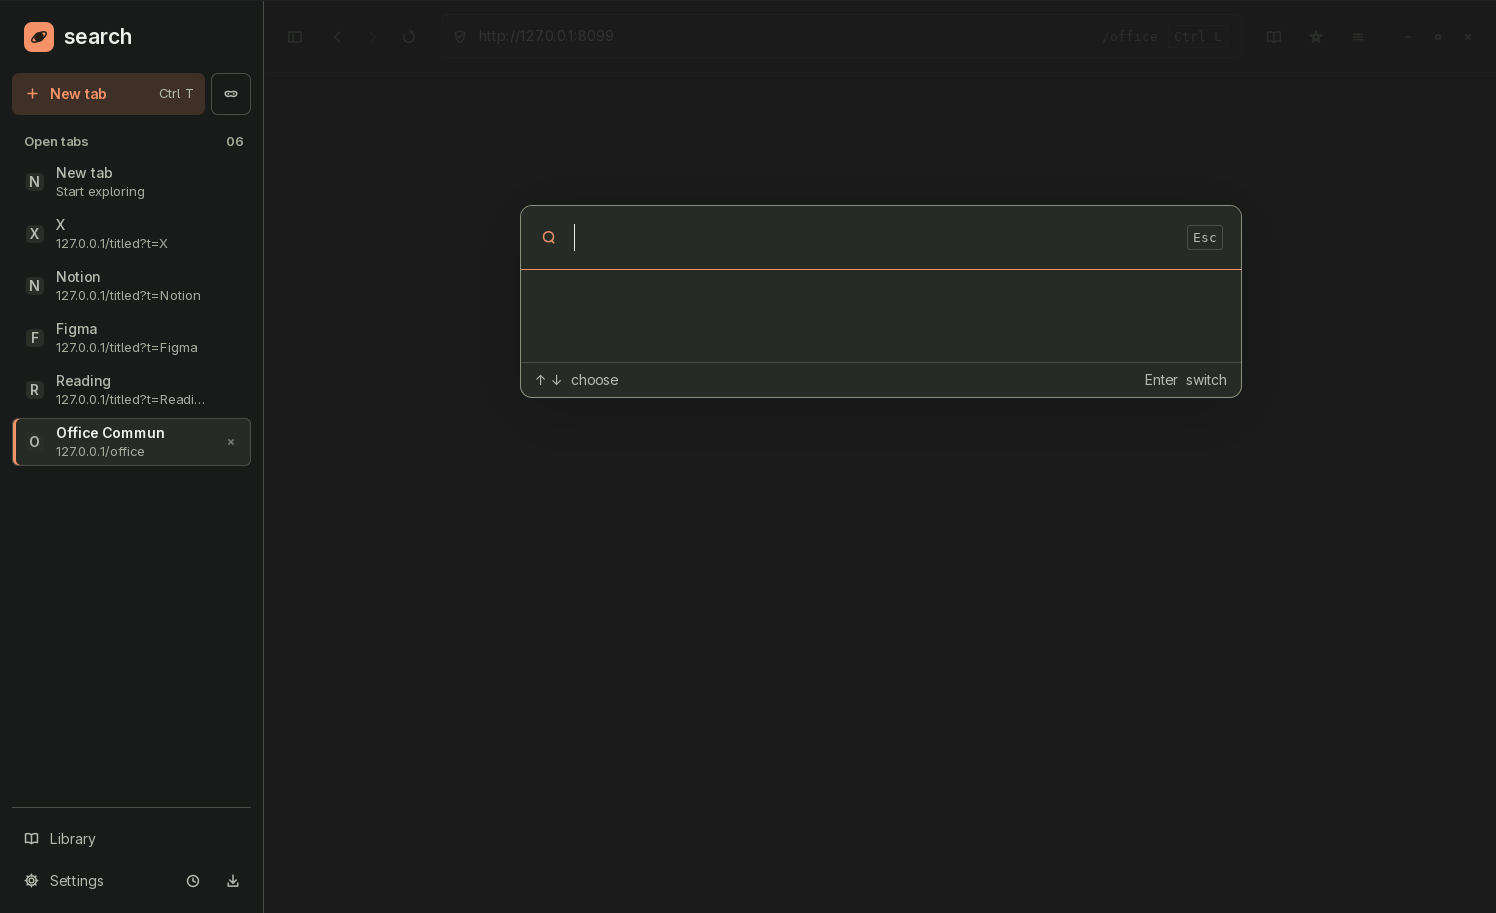 search
New tab Ctrl T
Open tabs 06
N New tab
Start exploring
X X
127.0.0.1/titled?t=X
N Notion
127.0.0.1/titled?t=Notion
F Figma
127.0.0.1/titled?t=Figma
R Reading
127.0.0.1/titled?t=Readi…
O Office Commun ×
127.0.0.1/office
Library
Settings
http://127.0.0.1:8099 /office Ctrl L
Esc
↑ ↓ choose Enter switch